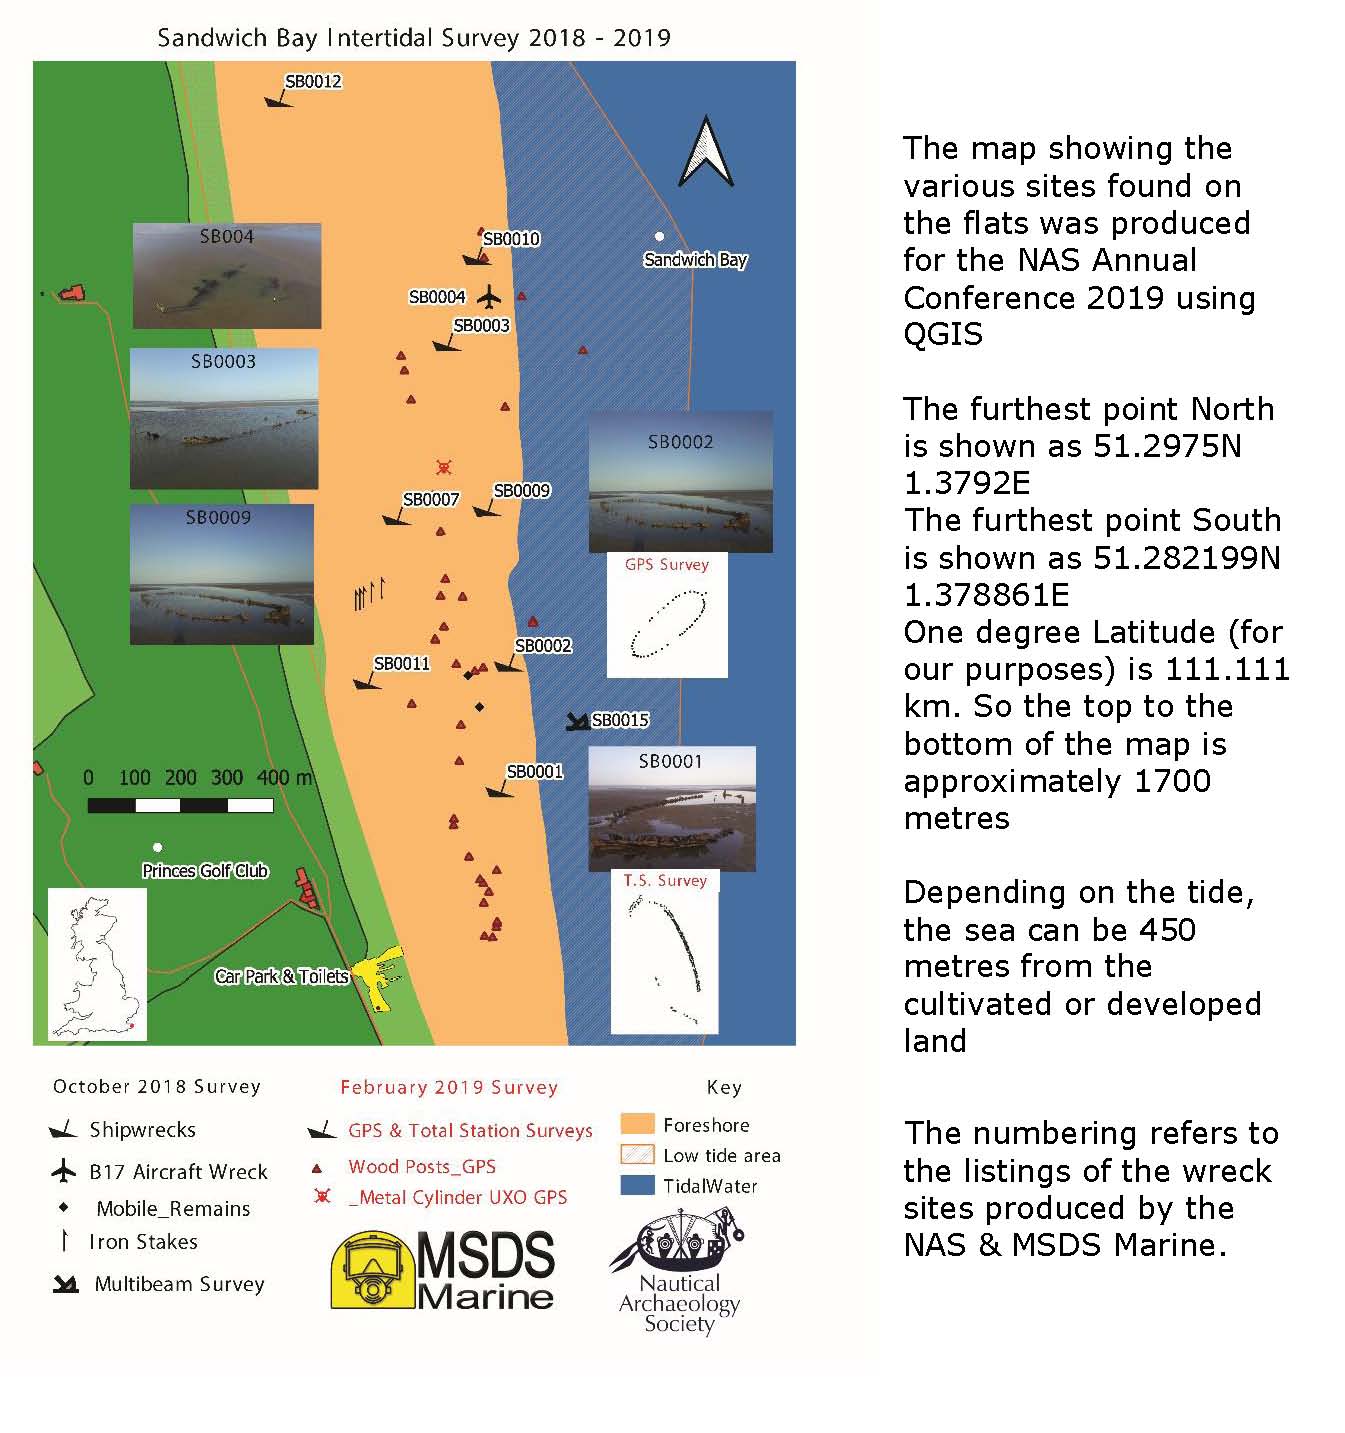 Sandwich Bay Intertidal Survey 2018 - 2019
SB0012
SB004
SB0010
Sandwich Bay
SB0004
SB0003
SB0003
SB0002
SB0007
SB0009
SB0009
GPS Survey
SB0002
SB0011
SB0015
SB0001
SB0001
0 100 200 300 400 m
Princes Golf Club
T.S. Survey
Car Park & Toilets
October 2018 Survey
Shipwrecks
B17 Aircraft Wreck
Mobile_Remains
Iron Stakes
Multibeam Survey
February 2019 Survey
GPS & Total Station Surveys
Wood Posts_GPS
_Metal Cylinder UXO GPS
Key
Foreshore
Low tide area
TidalWater
MSDS
Marine
Nautical
Archaeology
Society
The map showing the
various sites found on
the flats was produced
for the NAS Annual
Conference 2019 using
QGIS
The furthest point North
is shown as 51.2975N
1.3792E
The furthest point South
is shown as 51.282199N
1.378861E
One degree Latitude (for
our purposes) is 111.111
km. So the top to the
bottom of the map is
approximately 1700
metres
Depending on the tide,
the sea can be 450
metres from the
cultivated or developed
land
The numbering refers to
the listings of the wreck
sites produced by the
NAS & MSDS Marine.